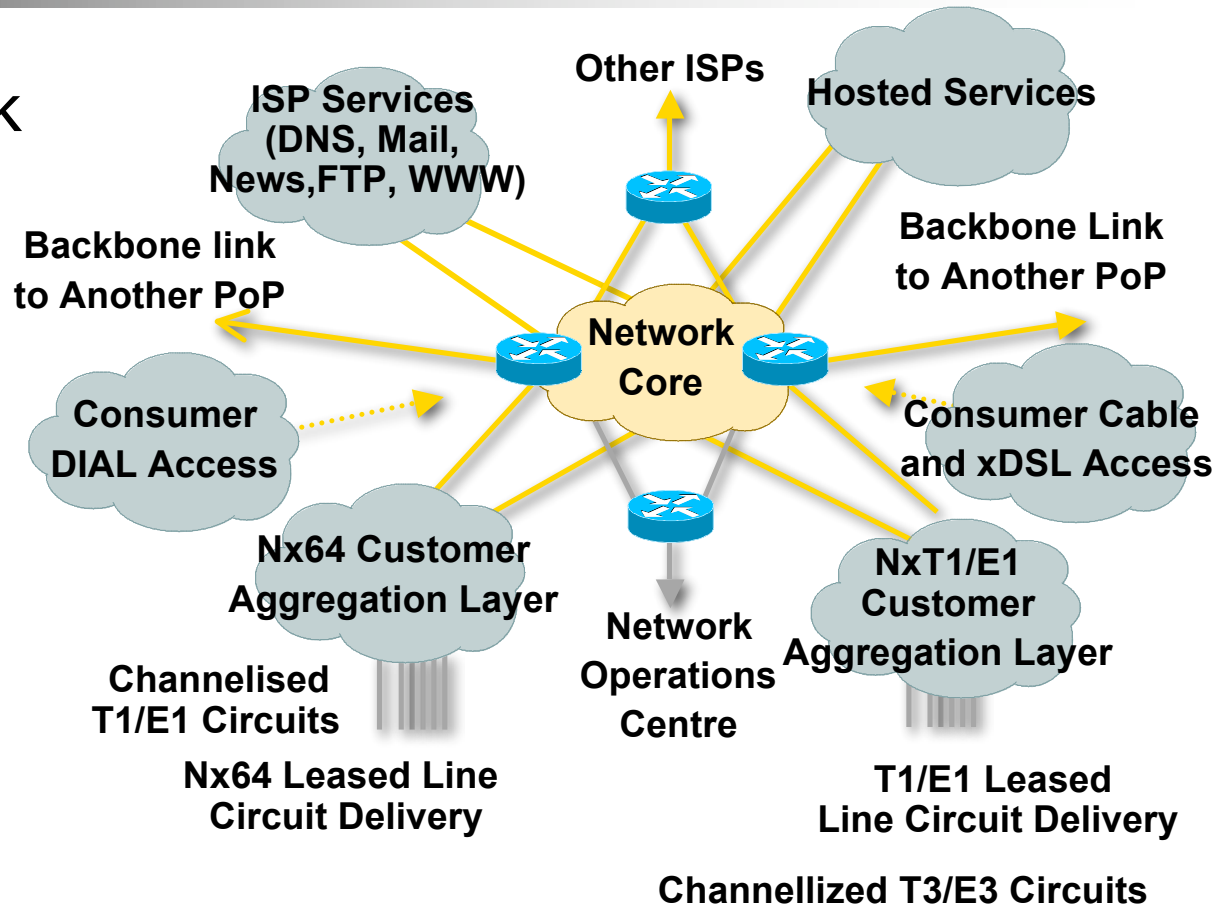 k
Other ISPs
ISP Services
(DNS, Mail,
News,FTP, WWW)
Hosted Services
Backbone link
to Another PoP
Backbone Link
to Another PoP
Network
Core
Consumer
DIAL Access
Consumer Cable
and xDSL Access
Nx64 Customer
Aggregation Layer
NxT1/E1
Customer
Aggregation Layer
Network
Operations
Centre
Channelised
T1/E1 Circuits
Nx64 Leased Line
Circuit Delivery
T1/E1 Leased
Line Circuit Delivery
Channellized T3/E3 Circuits